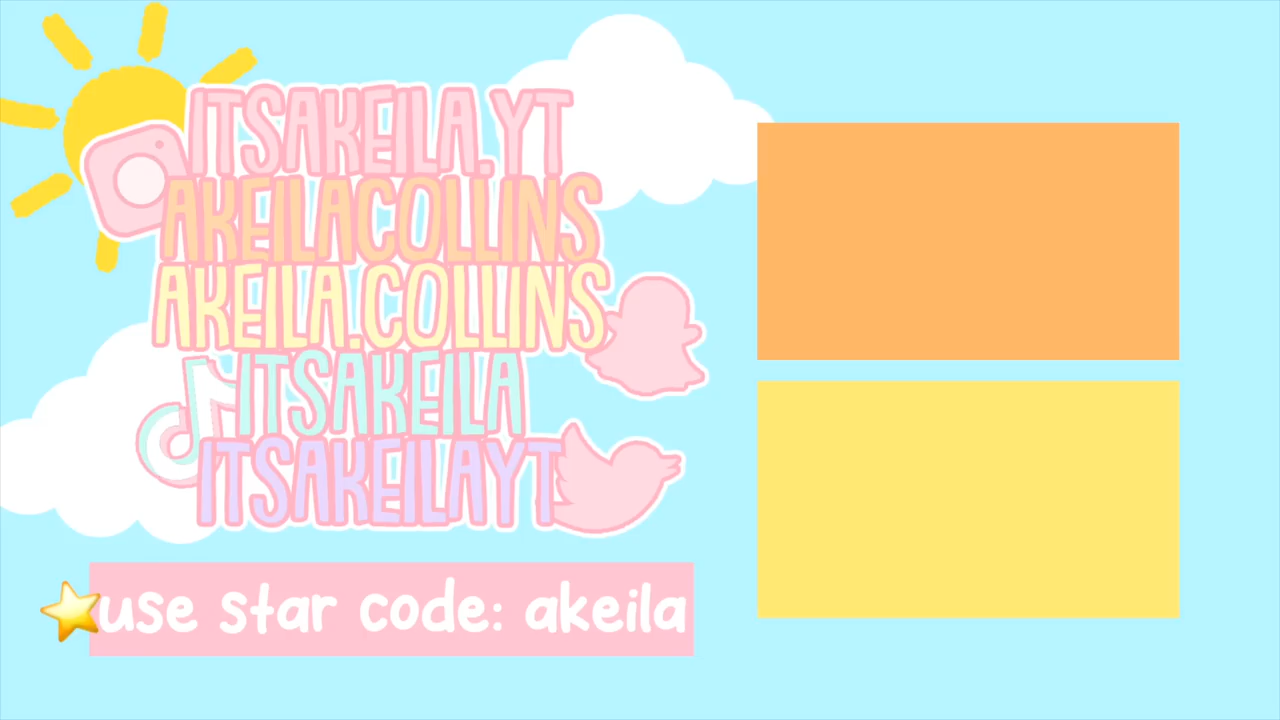 ITSAKEILA.YT
AKEILACOLLINS
AKEILA.COLLINS
ITSAKEILA
ITSAKEILAYT
use star code: akeila